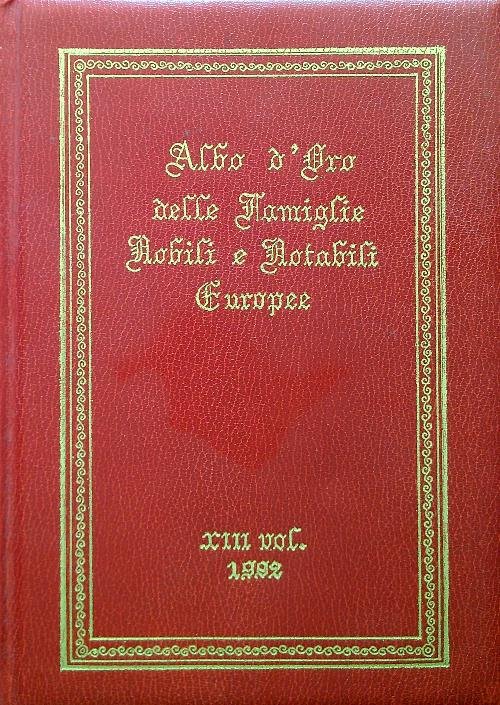 Albo d'Oro
delle Famiglie
Nobili e Notabili
Europee
XIII vol.
1992